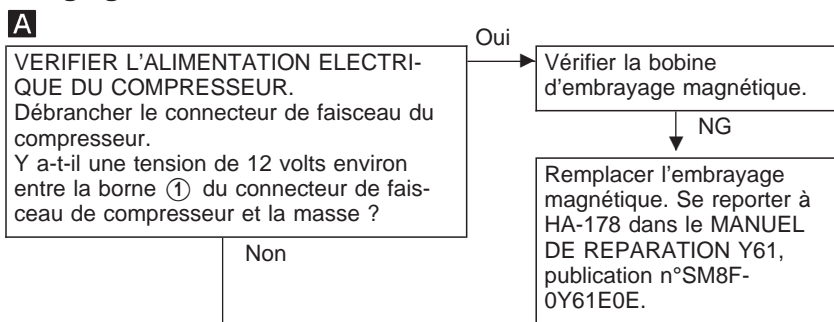 A
VERIFIER L'ALIMENTATION ELECTRI-
QUE DU COMPRESSEUR.
Débrancher le connecteur de faisceau du
compresseur.
Y a-t-il une tension de 12 volts environ
entre la borne ① du connecteur de fais-
ceau de compresseur et la masse ?
Oui
Vérifier la bobine
d'embrayage magnétique.
NG
Remplacer l'embrayage
magnétique. Se reporter à
HA-178 dans le MANUEL
DE REPARATION Y61,
publication n°SM8F-
0Y61E0E.
Non